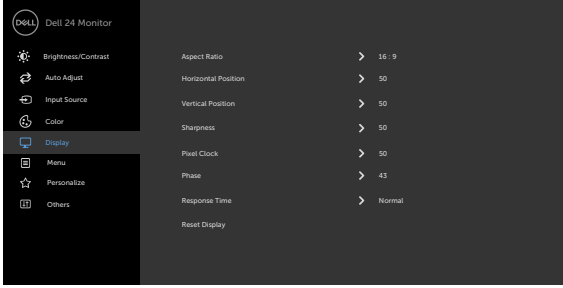 DELL Dell 24 Monitor
Brightness/Contrast
Auto Adjust
Input Source
Color
Display
Menu
Personalize
Others
Aspect Ratio 16 : 9
Horizontal Position 50
Vertical Position 50
Sharpness 50
Pixel Clock 50
Phase 43
Response Time Normal
Reset Display